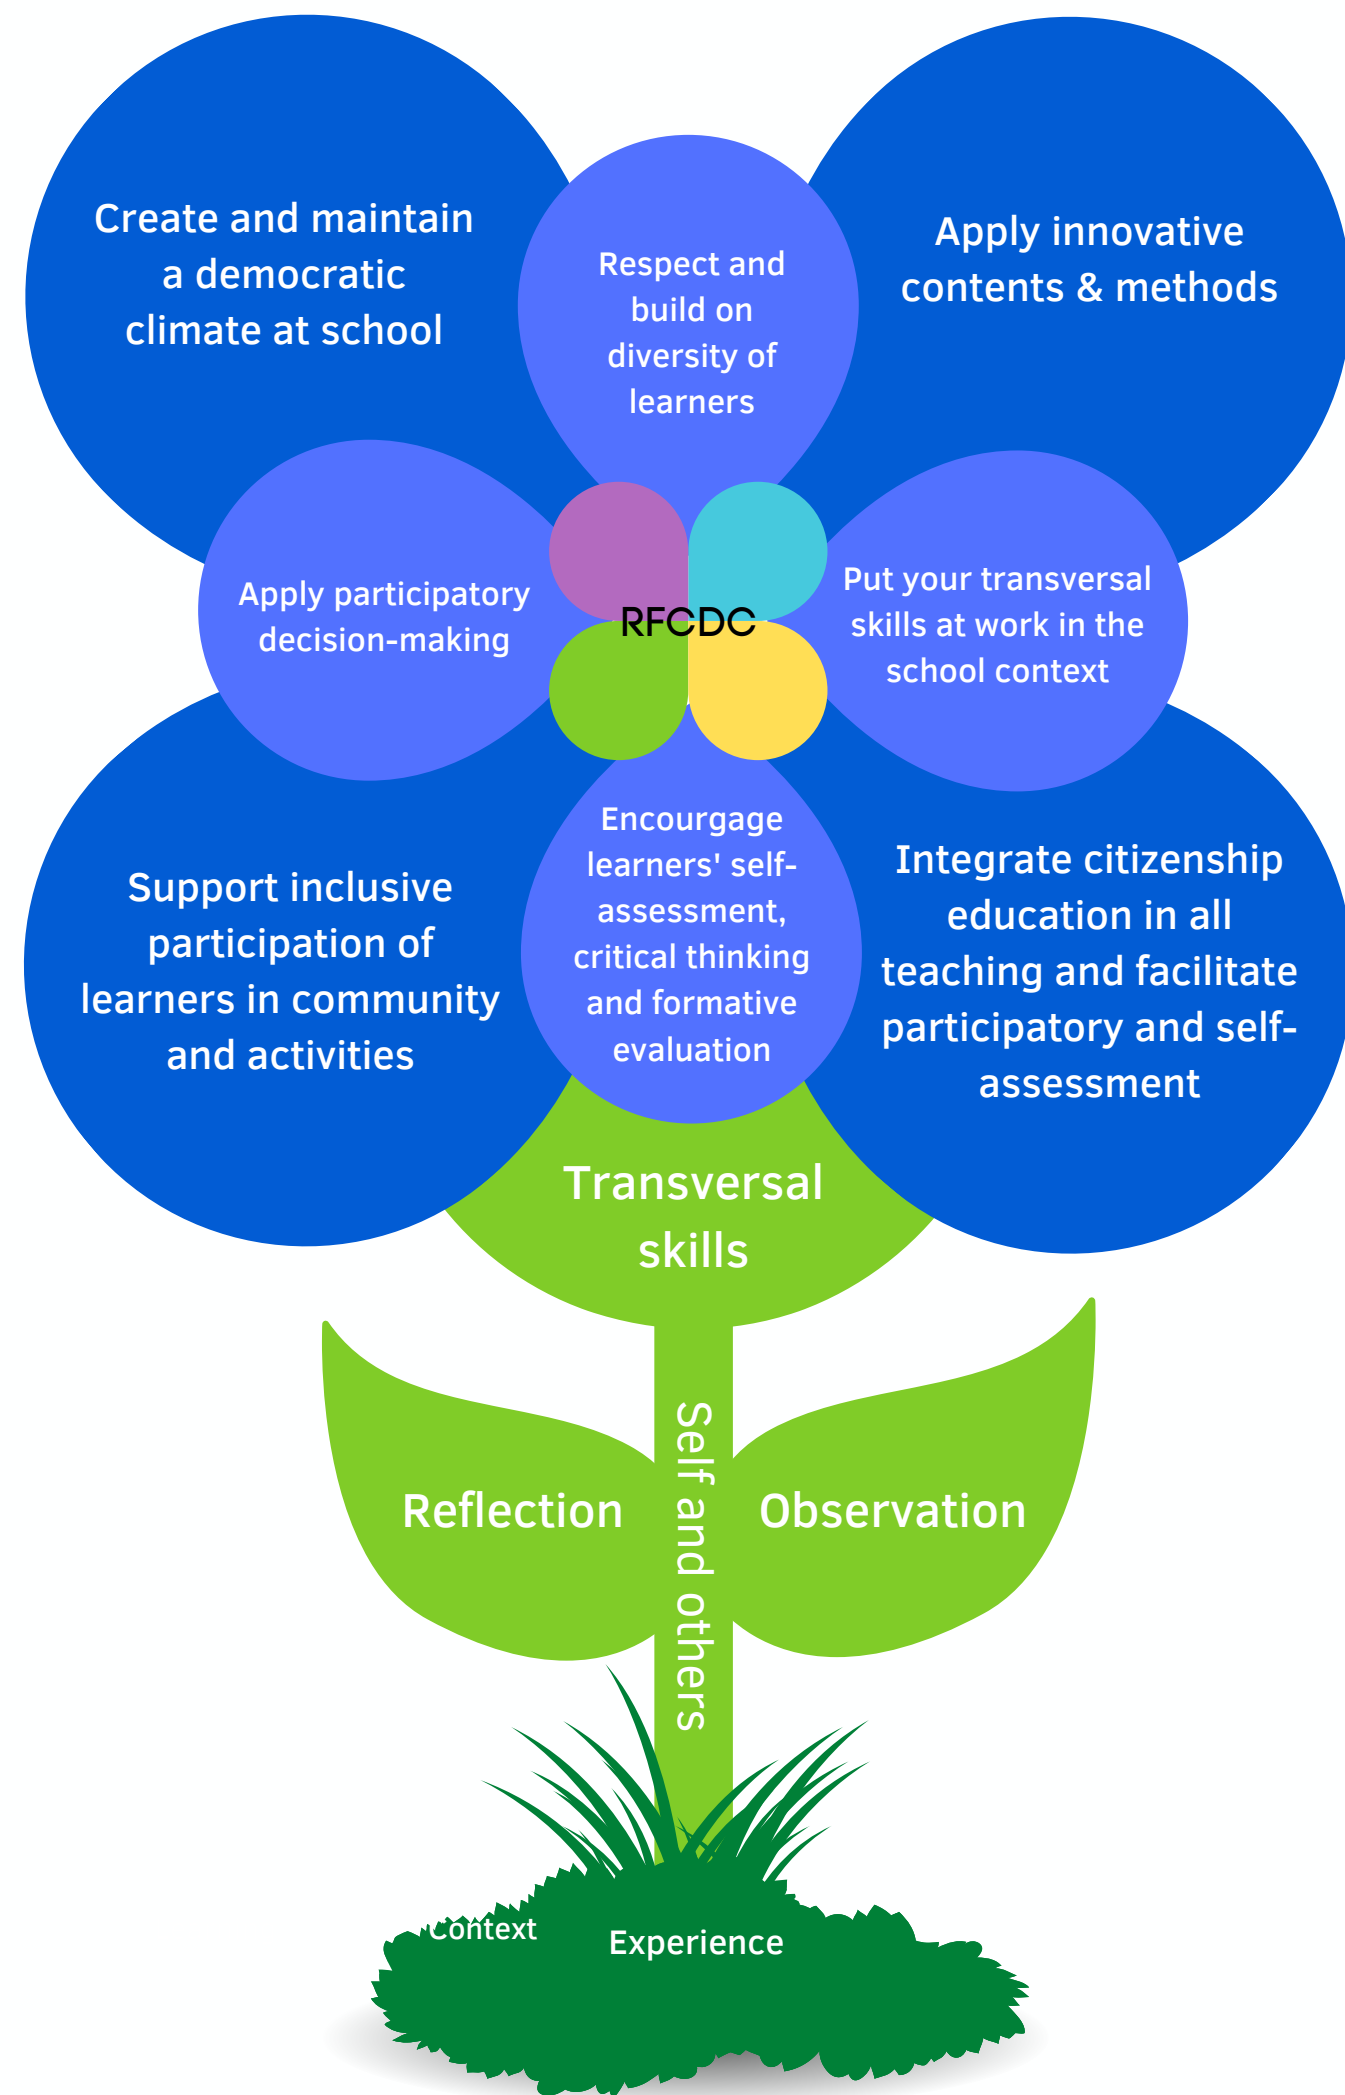 Create and maintain
a democratic
climate at school
Respect and
build on
diversity of
learners
Apply innovative
contents & methods
Apply participatory
decision-making
RFCDC
Put your transversal
skills at work in the
school context
Support inclusive
participation of
learners in community
and activities
Encourgage
learners' self-
assessment,
critical thinking
and formative
evaluation
Integrate citizenship
education in all
teaching and facilitate
participatory and self-
assessment
Transversal
skills
Self and others
Reflection
Observation
Context
Experience